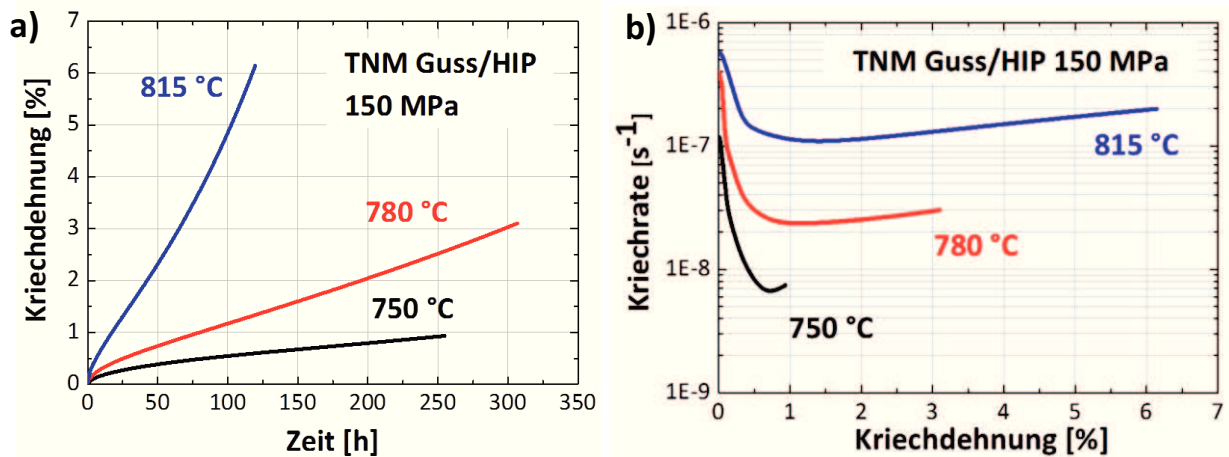 a)
Kriechdehnung [%]
7
6
5
4
3
2
1
0
TNM Guss/HIP
150 MPa
815 °C
780 °C
750 °C
0 50 100 150 200 250 300 350
Zeit [h]
b)
Kriechrate [s⁻¹]
1E-6
1E-7
1E-8
1E-9
TNM Guss/HIP 150 MPa
815 °C
780 °C
750 °C
0 1 2 3 4 5 6 7
Kriechdehnung [%]